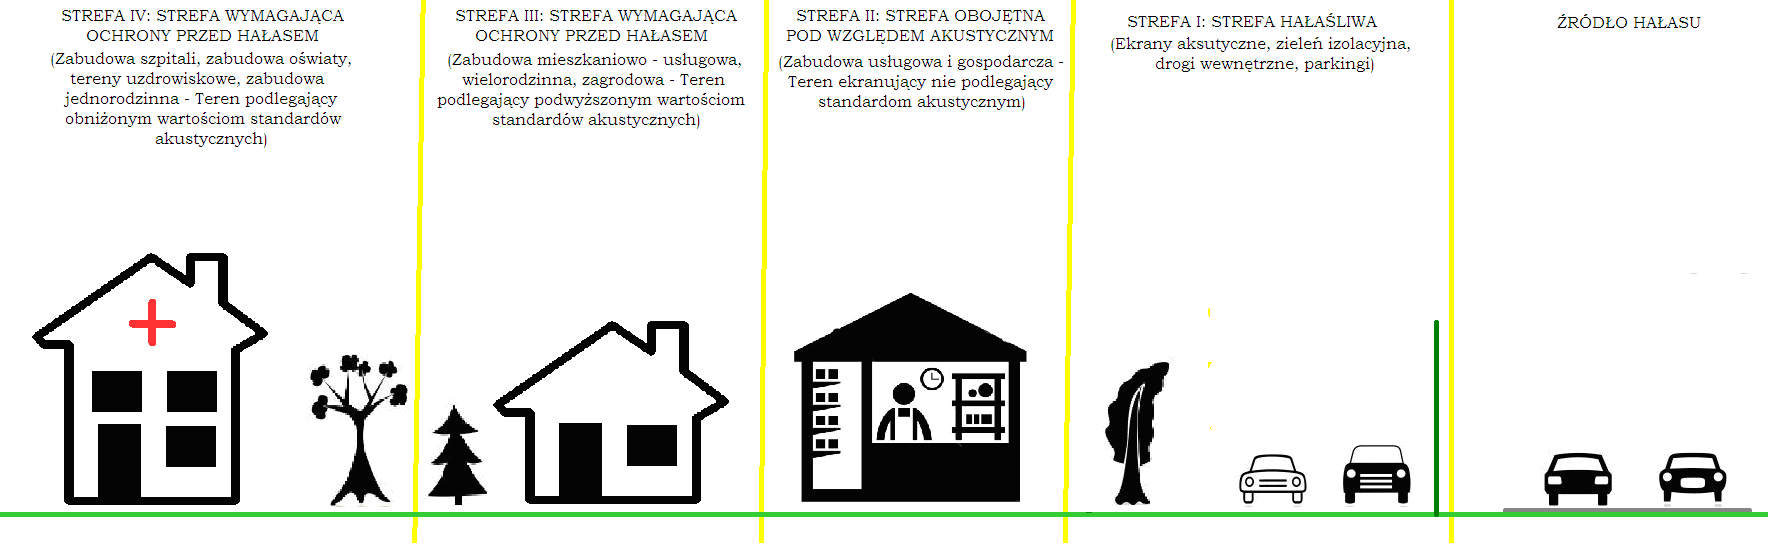 STREFA IV: STREFA WYMAGAJĄCA
OCHRONY PRZED HAŁASEM
(Zabudowa szpitali, zabudowa oświaty,
tereny uzdrowiskowe, zabudowa
jednorodzinna - Teren podlegający
obniżonym wartościom standardów
akustycznych)
STREFA III: STREFA WYMAGAJĄCA
OCHRONY PRZED HAŁASEM
(Zabudowa mieszkaniowo - usługowa,
wielorodzinna, zagrodowa - Teren
podlegający podwyższonym wartościom
standardów akustycznych)
STREFA II: STREFA OBOJĘTNA
POD WZGLĘDEM AKUSTYCZNYM
(Zabudowa usługowa i gospodarcza -
Teren ekranujący nie podlegający
standardom akustycznym)
STREFA I: STREFA HAŁAŚLIWA
(Ekrany aksutyczne, zieleń izolacyjna,
drogi wewnętrzne, parkingi)
ŹRÓDŁO HAŁASU